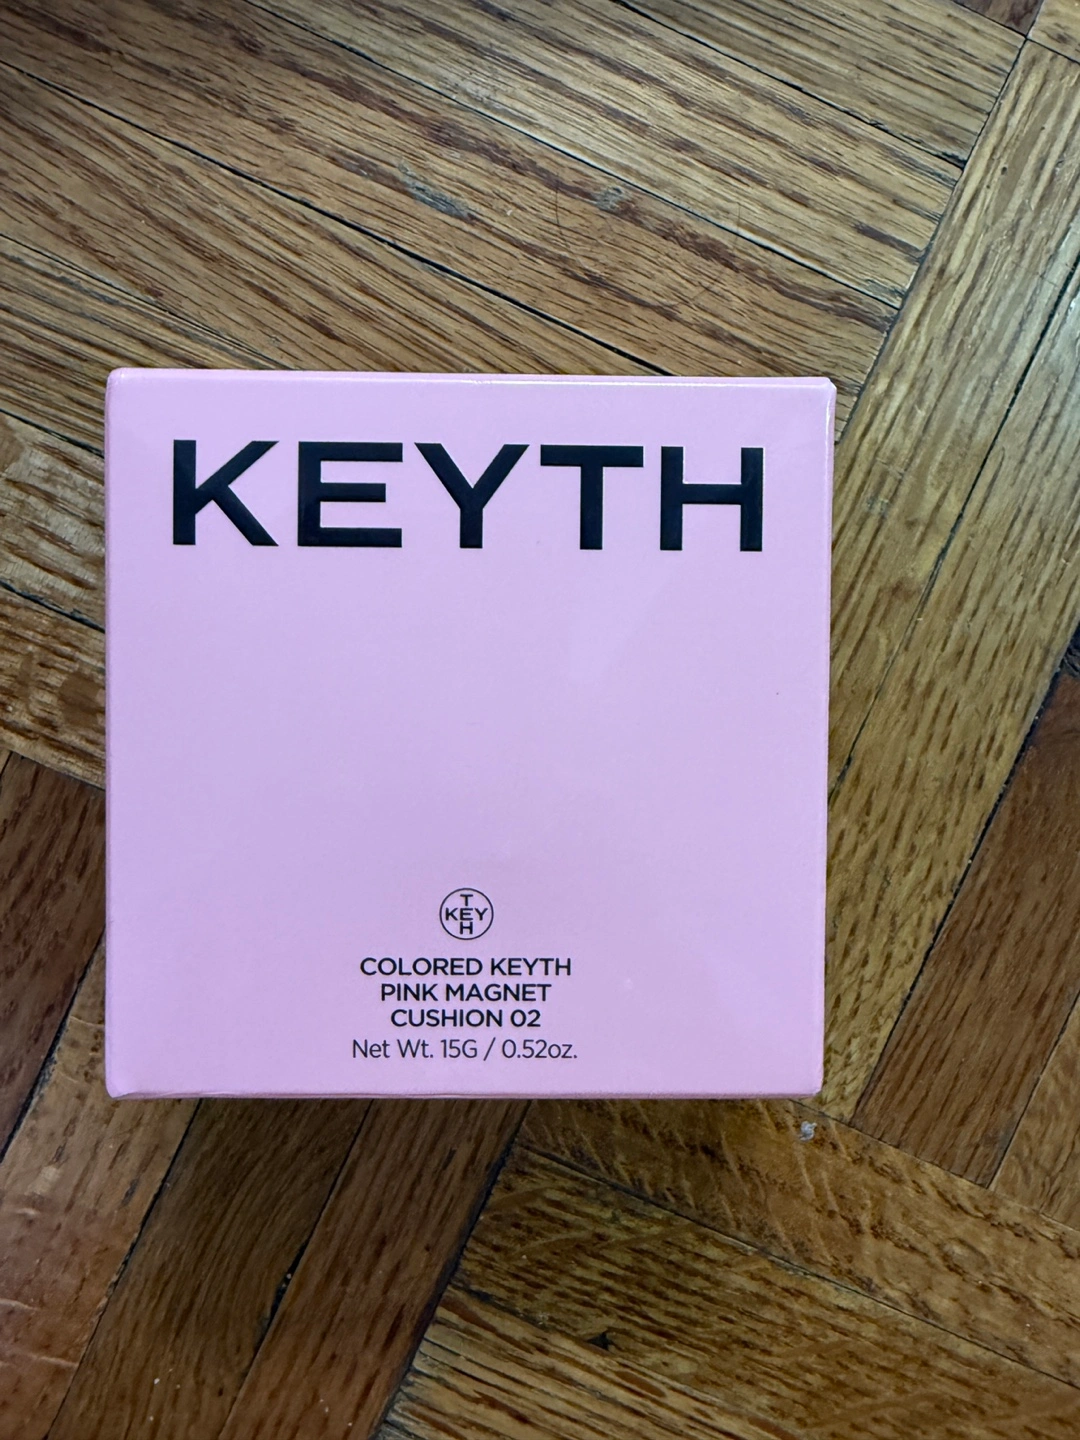 KEYTH
T
KEY
H
COLORED KEYTH
PINK MAGNET
CUSHION 02
Net Wt. 15G / 0.52oz.